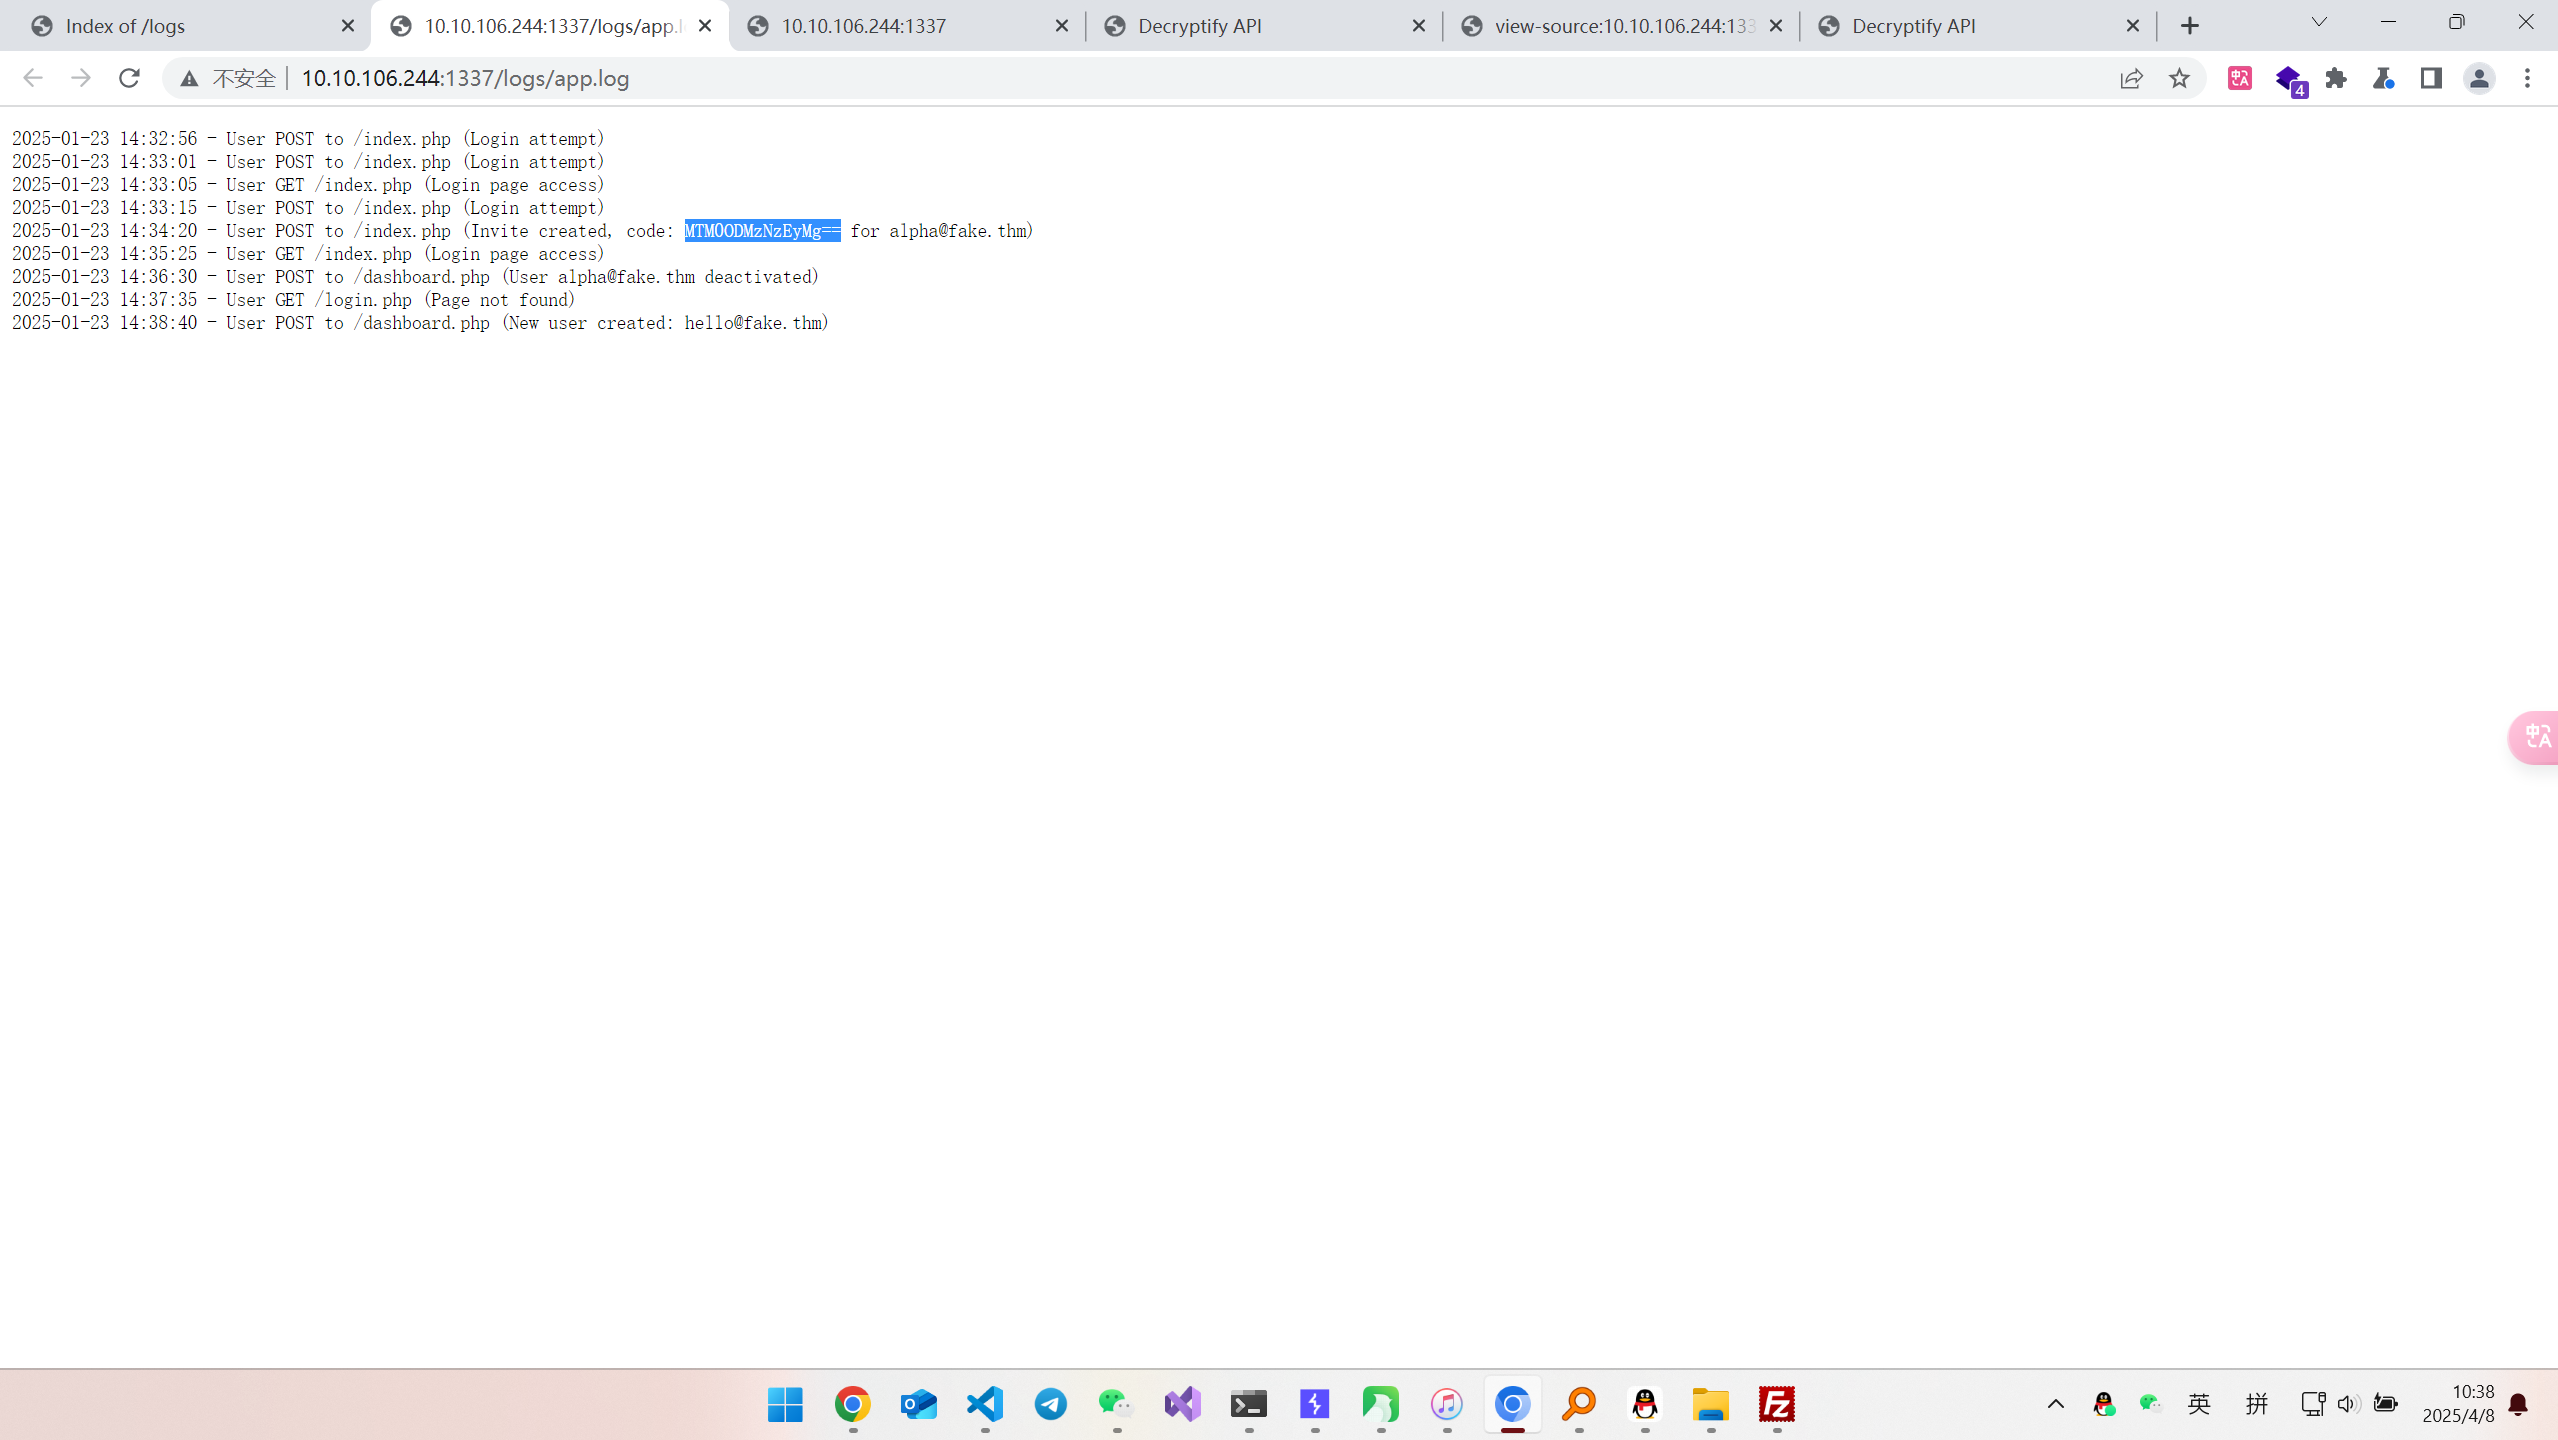 Index of /logs
10.10.106.244:1337/logs/app.l
10.10.106.244:1337
Decryptify API
view-source:10.10.106.244:133
Decryptify API
不安全 10.10.106.244:1337/logs/app.log
4
2025-01-23 14:32:56 - User POST to /index.php (Login attempt)
2025-01-23 14:33:01 - User POST to /index.php (Login attempt)
2025-01-23 14:33:05 - User GET /index.php (Login page access)
2025-01-23 14:33:15 - User POST to /index.php (Login attempt)
2025-01-23 14:34:20 - User POST to /index.php (Invite created, code: MTM0ODMzNzEyMg== for alpha@fake.thm)
2025-01-23 14:35:25 - User GET /index.php (Login page access)
2025-01-23 14:36:30 - User POST to /dashboard.php (User alpha@fake.thm deactivated)
2025-01-23 14:37:35 - User GET /login.php (Page not found)
2025-01-23 14:38:40 - User POST to /dashboard.php (New user created: hello@fake.thm)
英
拼
10:38
2025/4/8